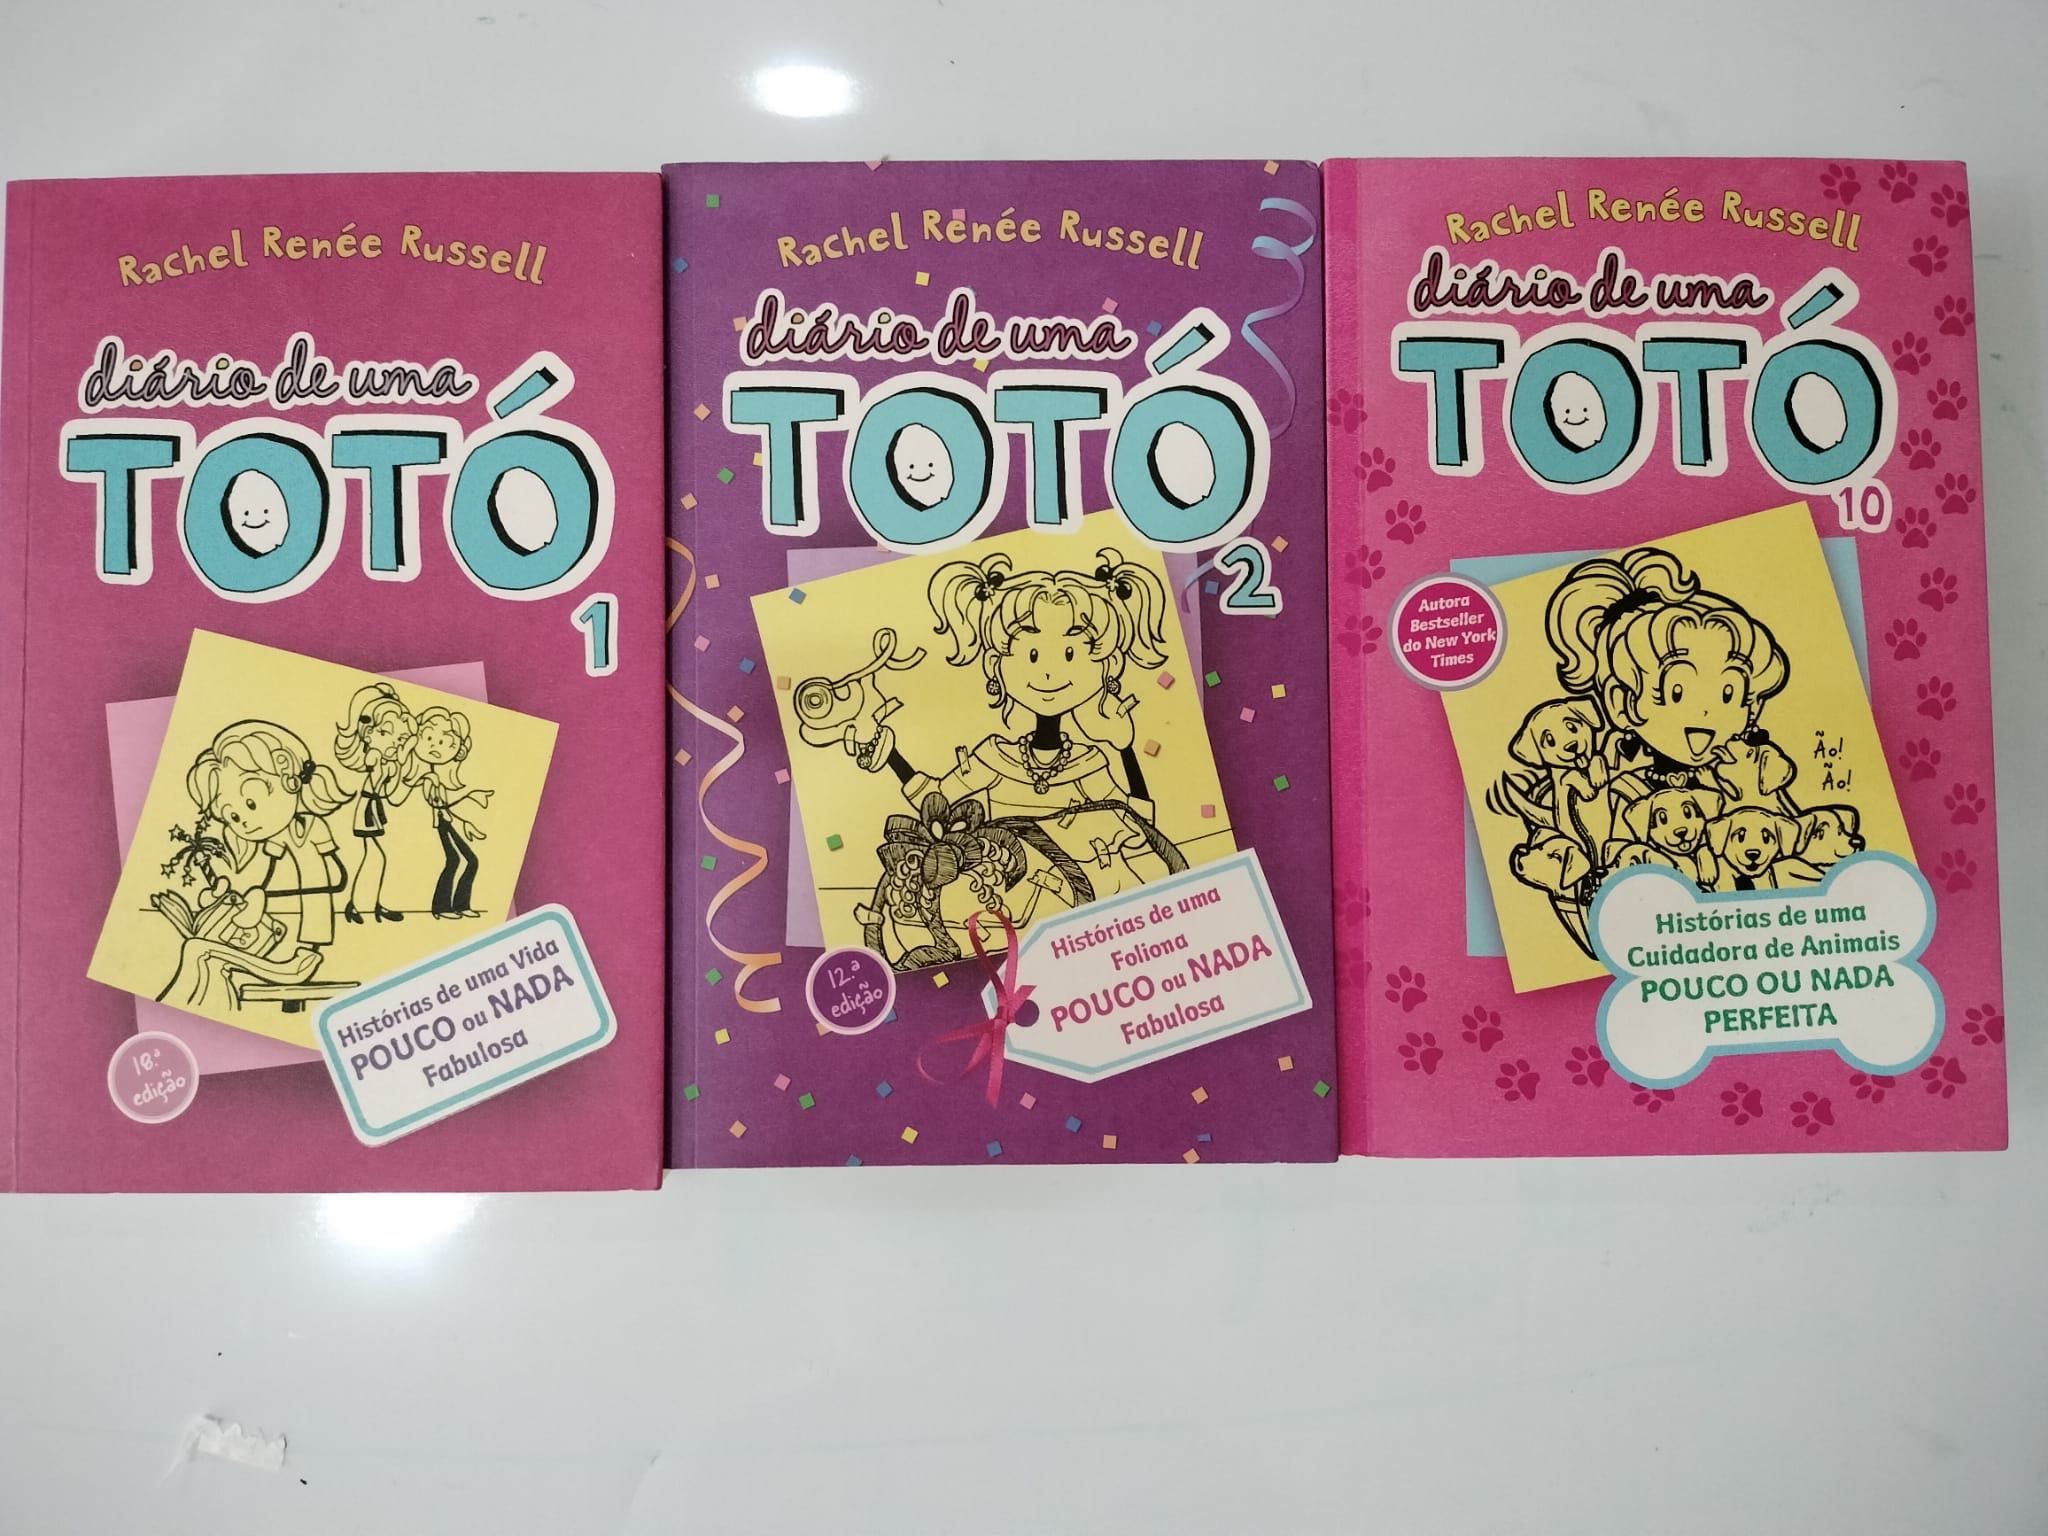 Rachel Renée Russell
diário de uma
TOTÓ
1
Histórias de uma Vida
POUCO ou NADA
Fabulosa
18.ª
edição
Rachel Renée Russell
diário de uma
TOTÓ
2
12.ª
edição
Histórias de uma
Foliona
POUCO ou NADA
Fabulosa
Rachel Renée Russell
diário de uma
TOTÓ
10
Autora
Bestseller
do New York
Times
Ão!
Ão!
Histórias de uma
Cuidadora de Animais
POUCO OU NADA
PERFEITA